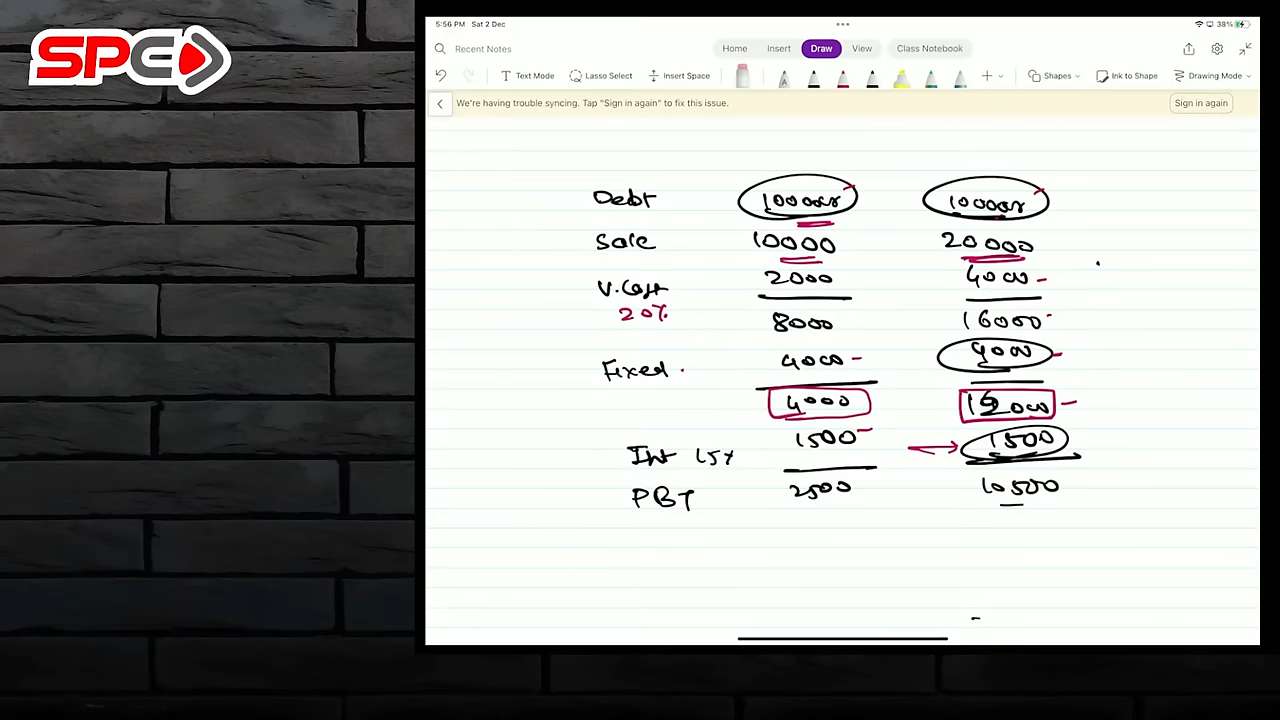 SPC
5:56 PM Sat 2 Dec
38%
Recent Notes
Home Insert Draw View Class Notebook
Text Mode Lasso Select Insert Space Shapes Ink to Shape Drawing Mode
We're having trouble syncing. Tap "Sign in again" to fix this issue.
Sign in again
Debt
Sale 10000 20000
V. Cost 2000 4000
20%
8000 16000
Fixed 4000 4000
4000 12000
Int 15% 1500 1500
PBT 2500 10500